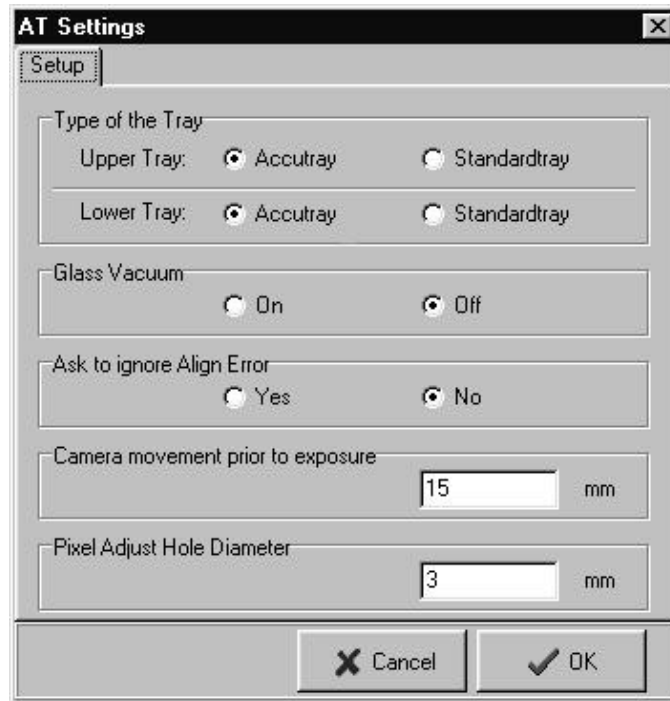 AT Settings
Setup
Type of the Tray
Upper Tray: Accutray Standardtray
Lower Tray: Accutray Standardtray
Glass Vacuum
On Off
Ask to ignore Align Error
Yes No
Camera movement prior to exposure
15 mm
Pixel Adjust Hole Diameter
3 mm
Cancel OK